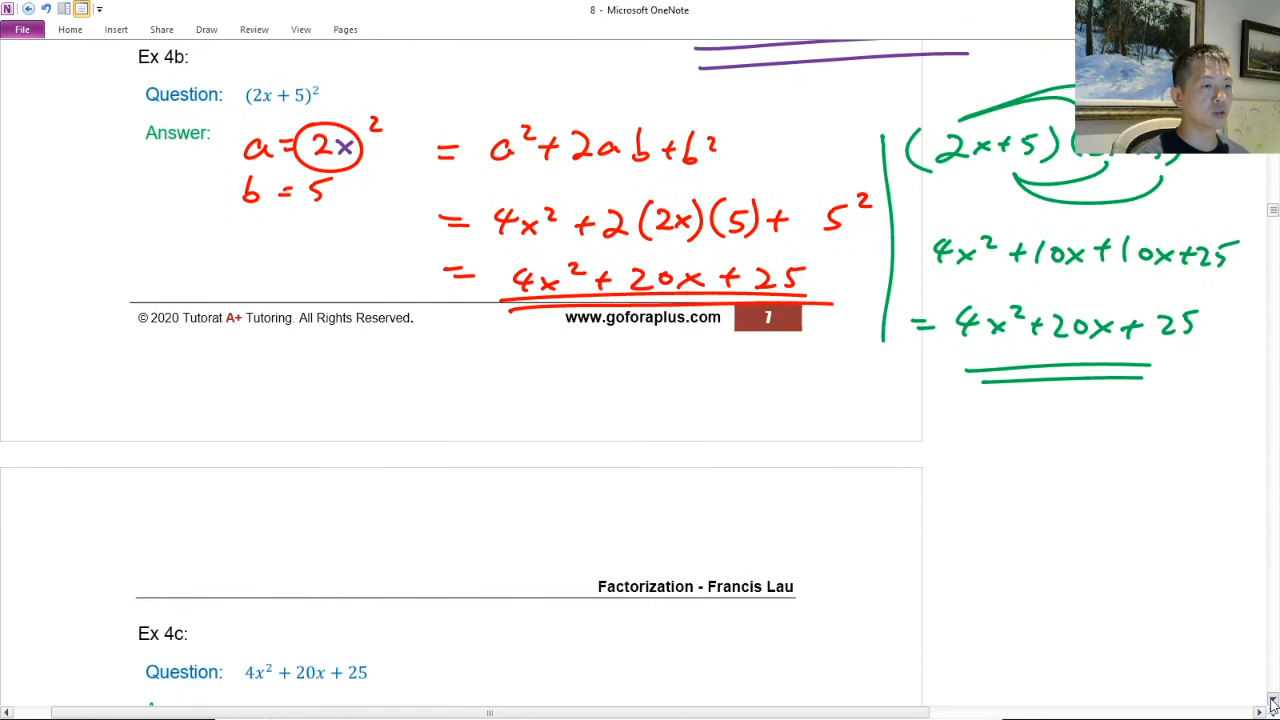 8 - Microsoft OneNote
File Home Insert Share Draw Review View Pages
Ex 4b:
Question: (2x + 5)²
Answer:
a = 2x ²
b = 5
= a² + 2ab + b²
= 4x² + 2(2x)(5) + 5²
= 4x² + 20x + 25
(2x+5)(
4x² + 10x + 10x + 25
= 4x² + 20x + 25
© 2020 Tutorat A+ Tutoring. All Rights Reserved. www.goforaplus.com 7
Factorization - Francis Lau
Ex 4c:
Question: 4x² + 20x + 25